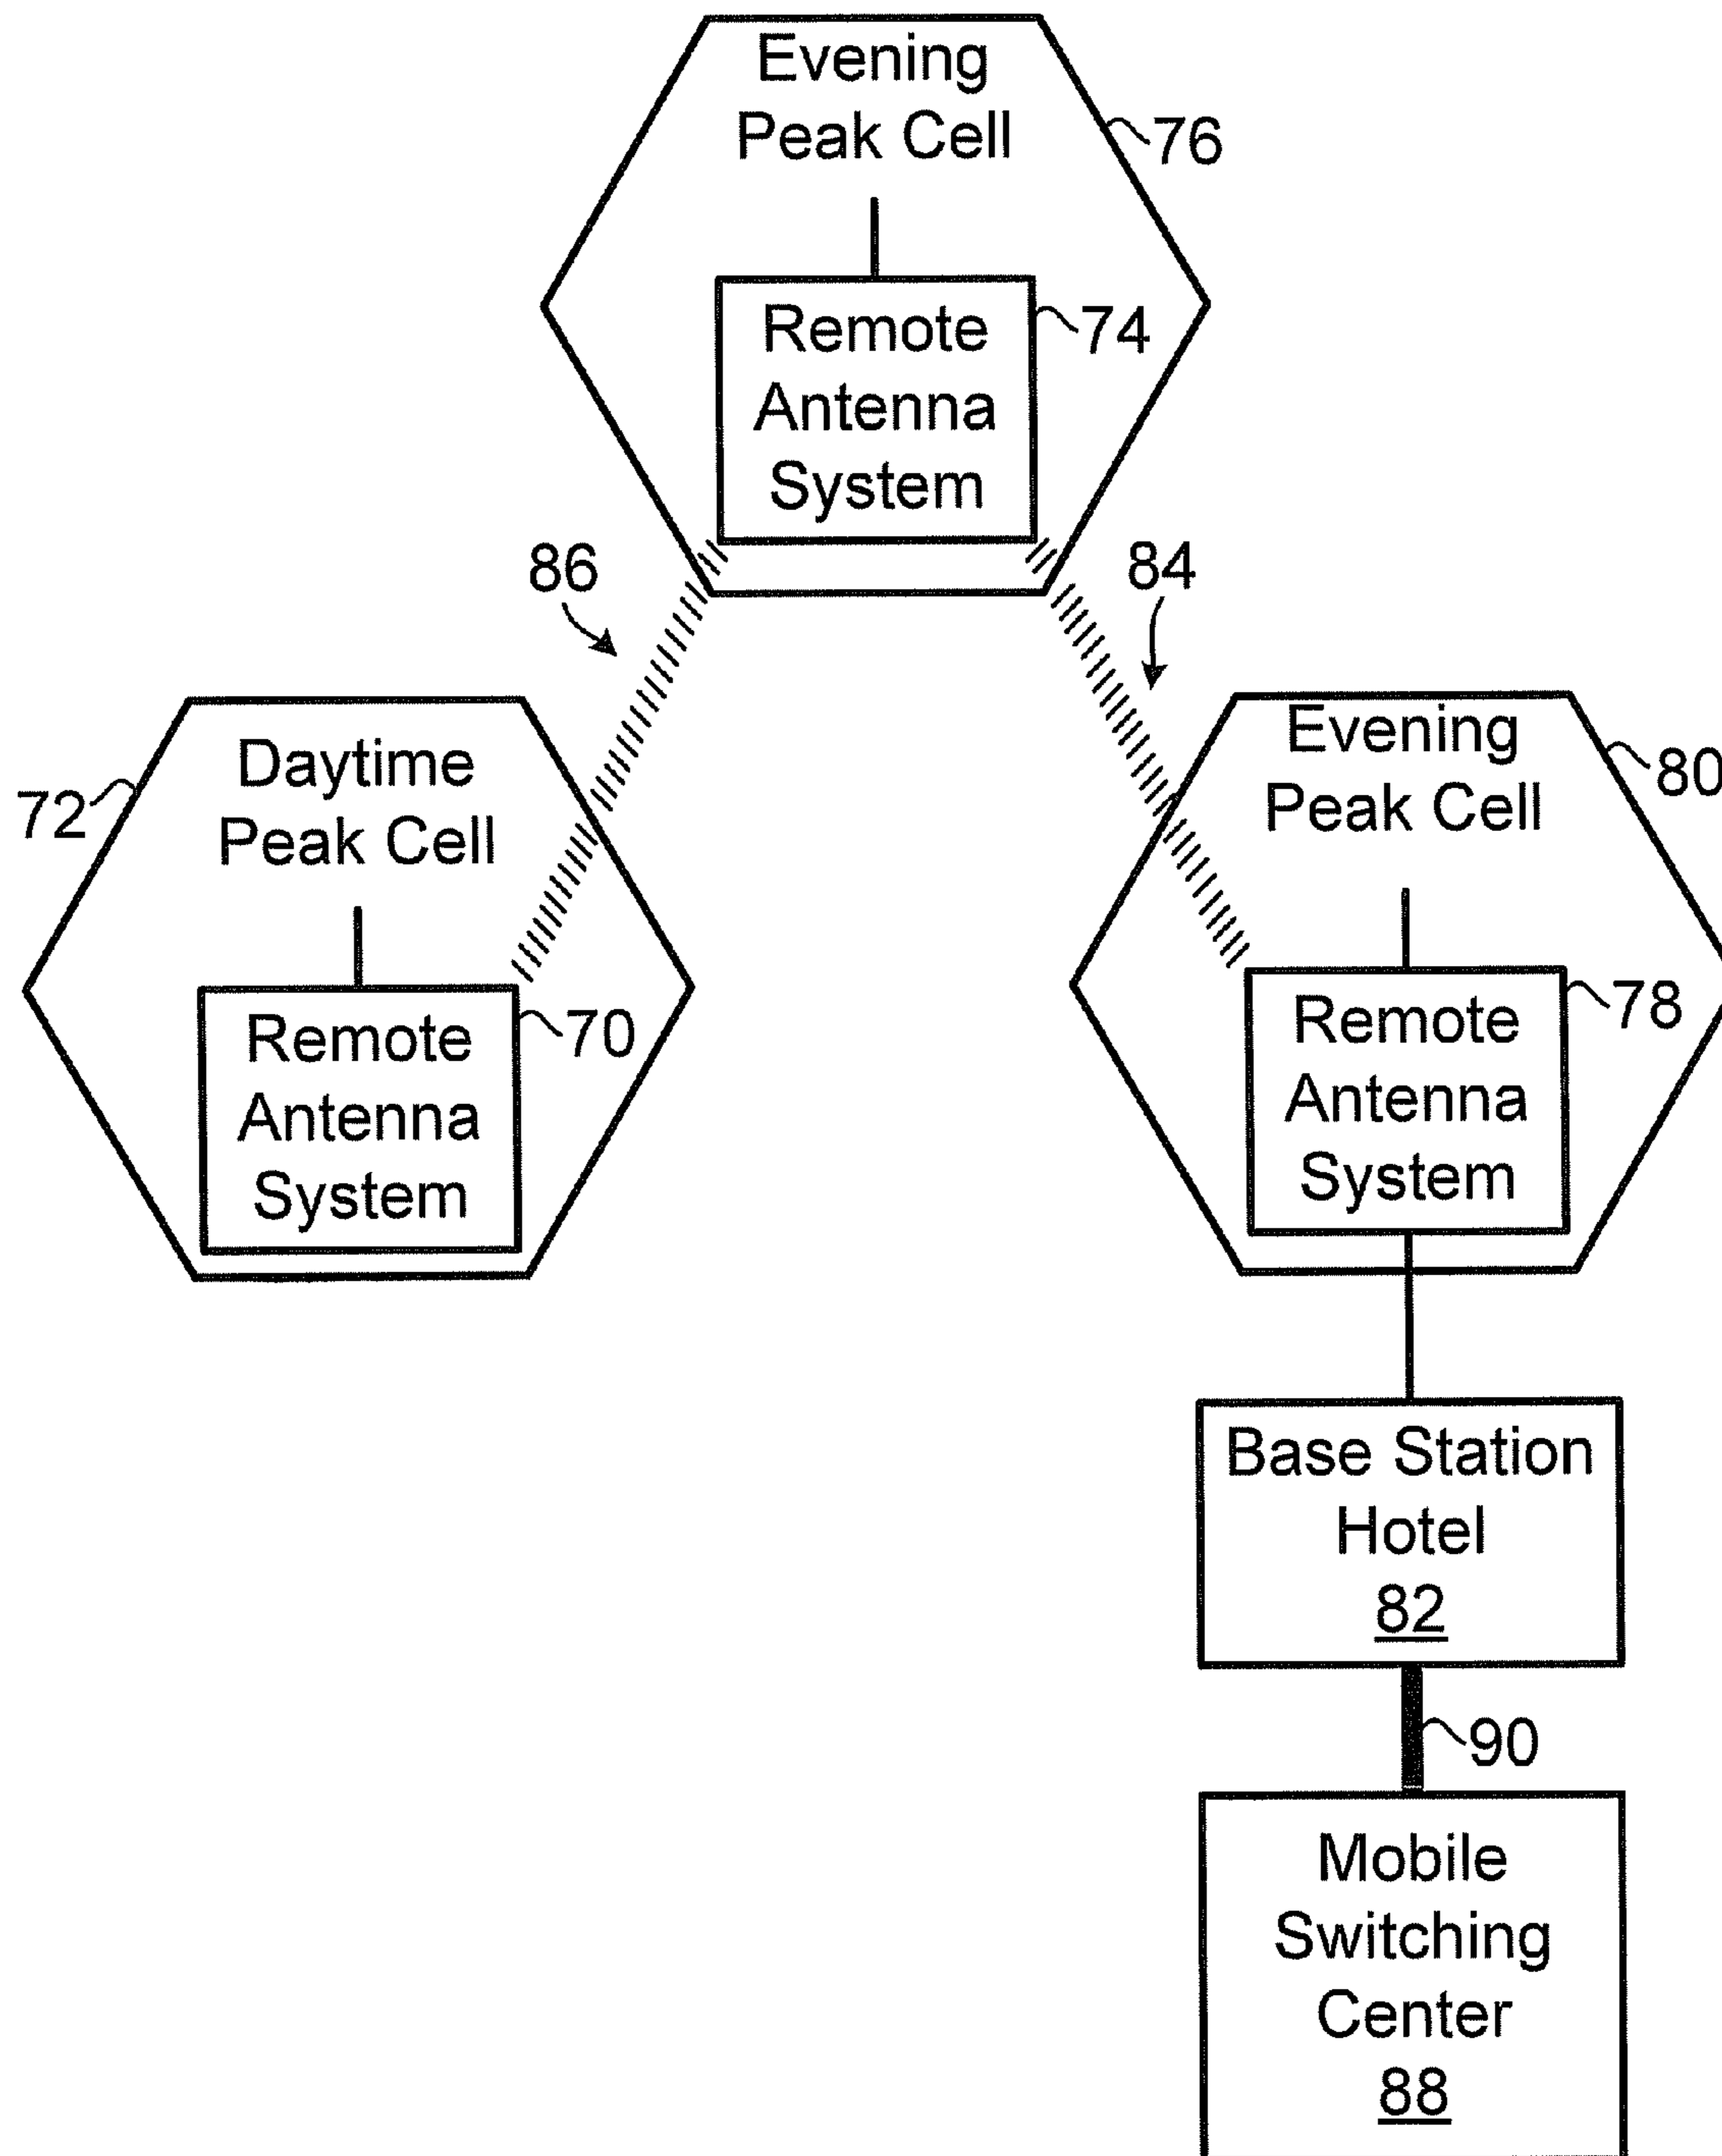 Evening
Peak Cell
76
Remote
Antenna
System
74
86
84
Daytime
Peak Cell
72
Remote
Antenna
System
70
Evening
Peak Cell
80
Remote
Antenna
System
78
Base Station
Hotel
82
90
Mobile
Switching
Center
88